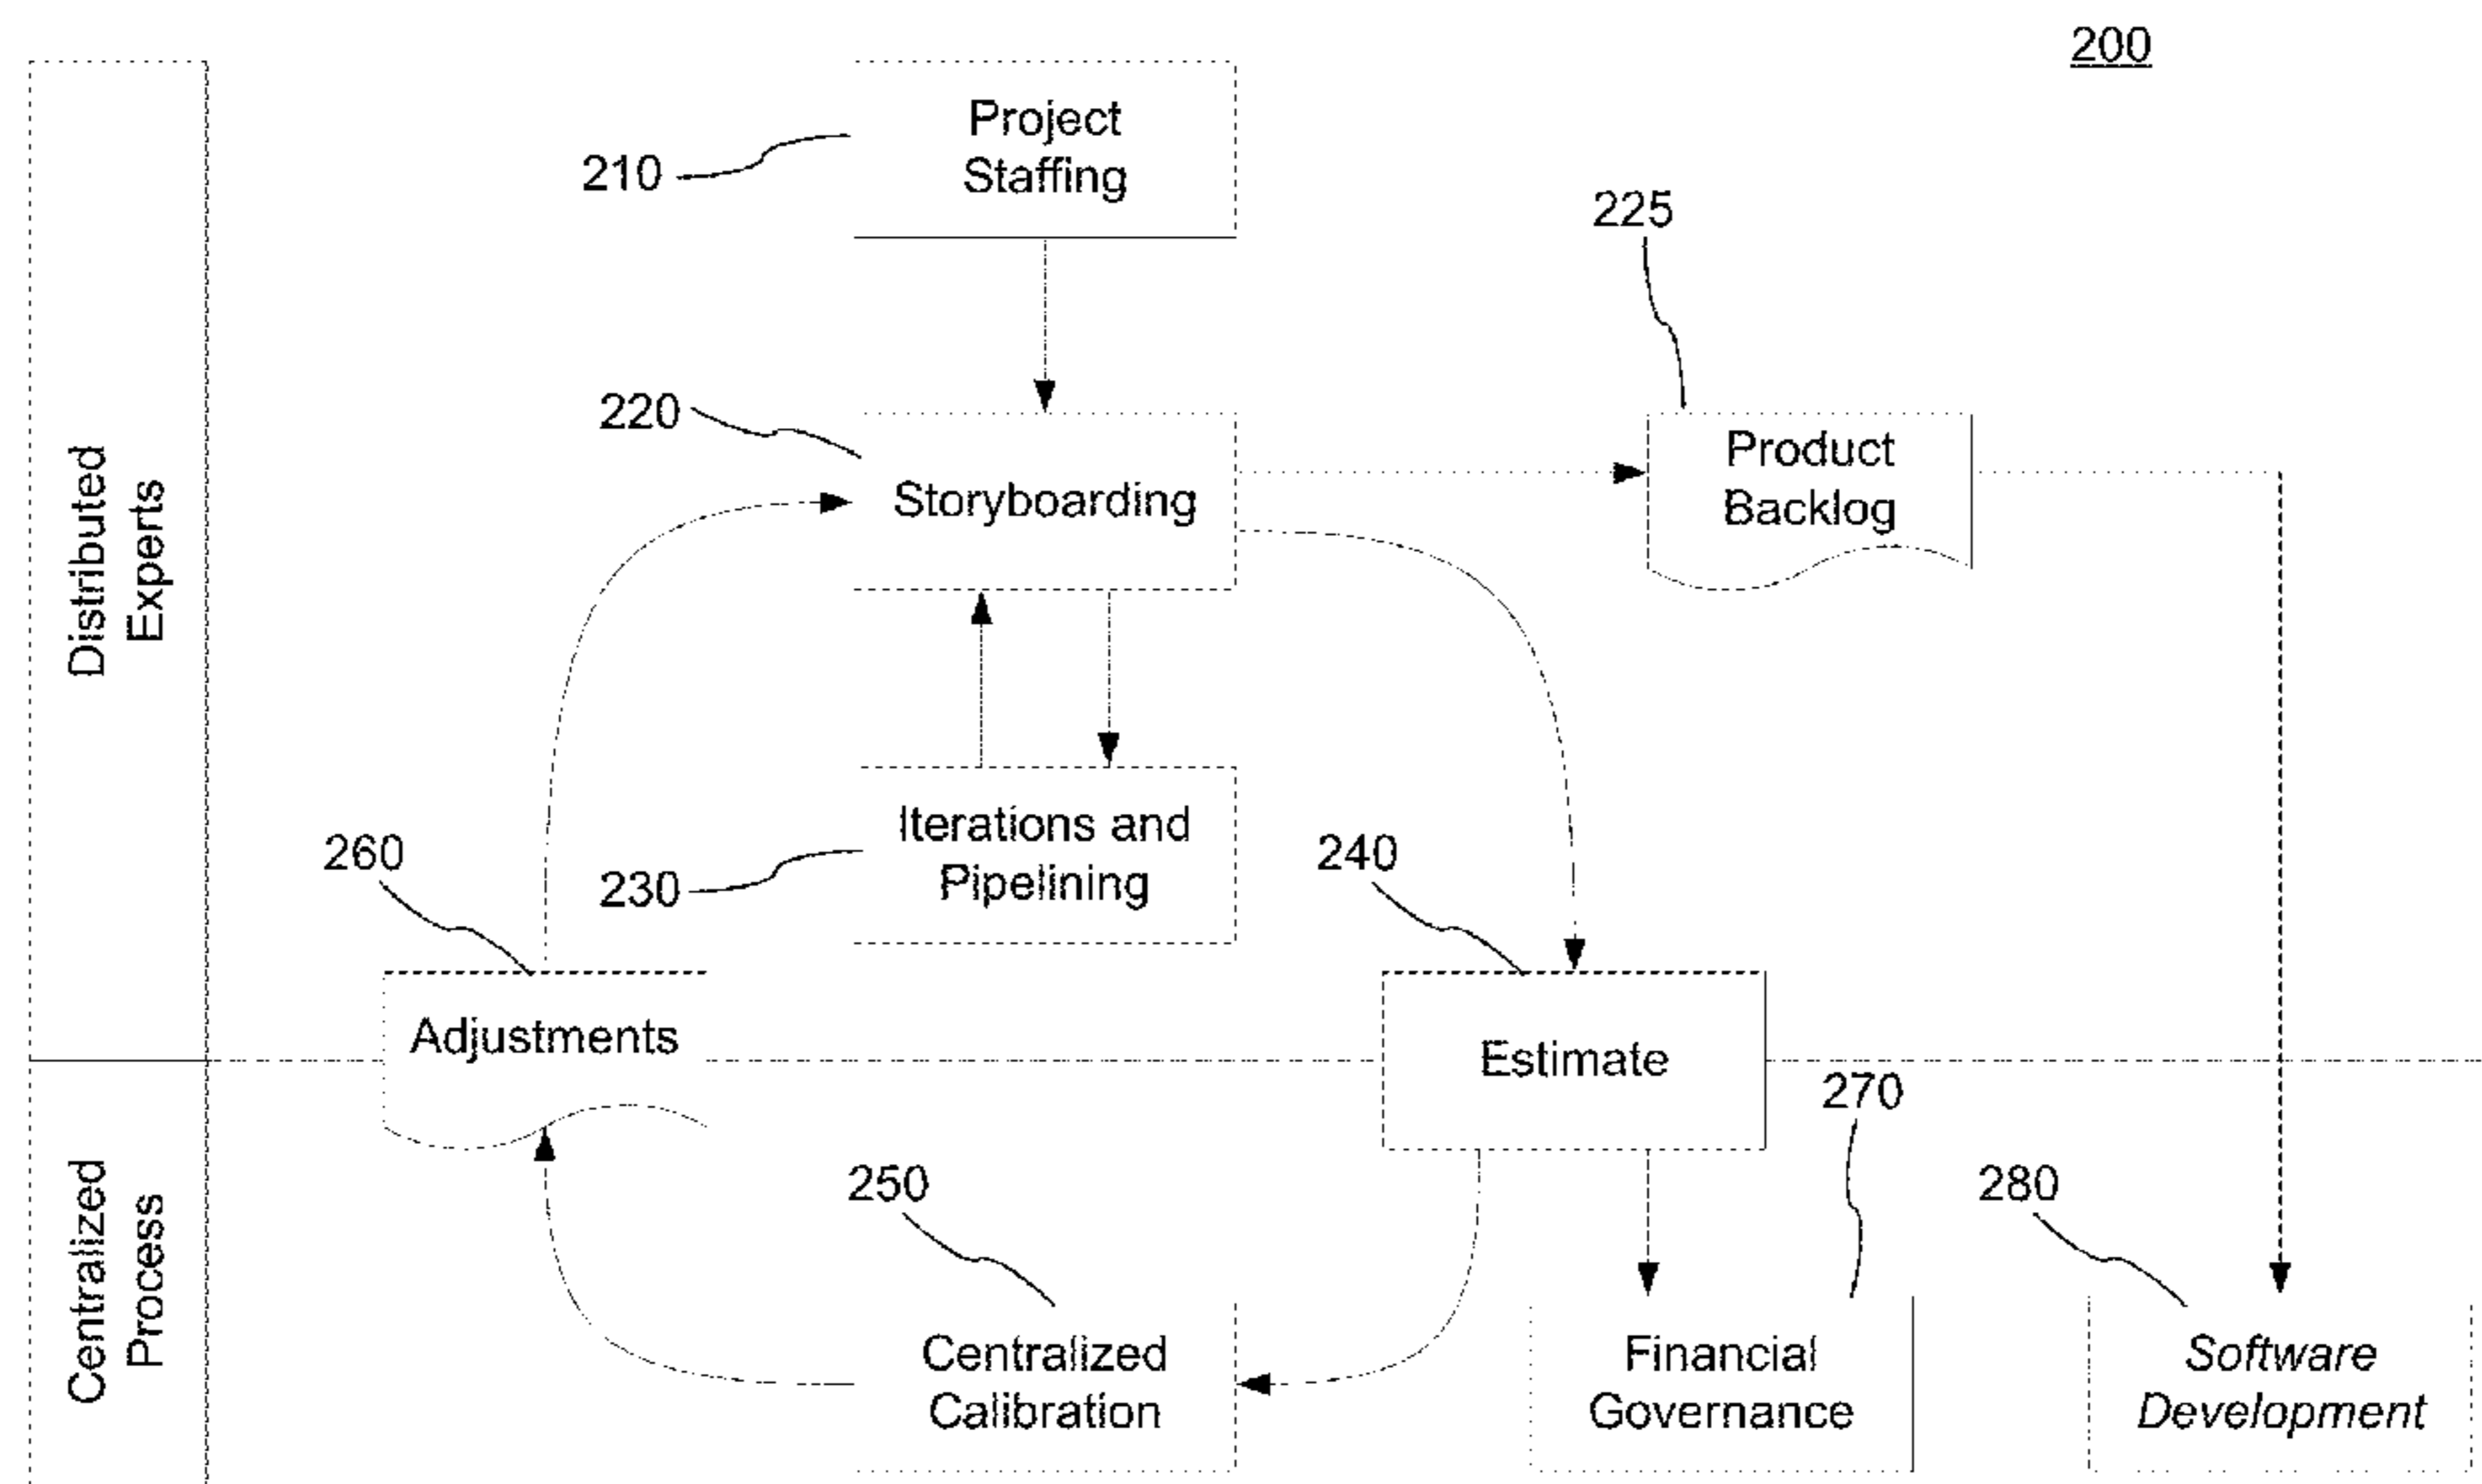 200
Project
Staffing
210
225
Distributed
Experts
220
Storyboarding
Product
Backlog
260
230
Iterations and
Pipelining
240
Adjustments
Estimate
270
Centralized
Process
250
280
Centralized
Calibration
Financial
Governance
Software
Development